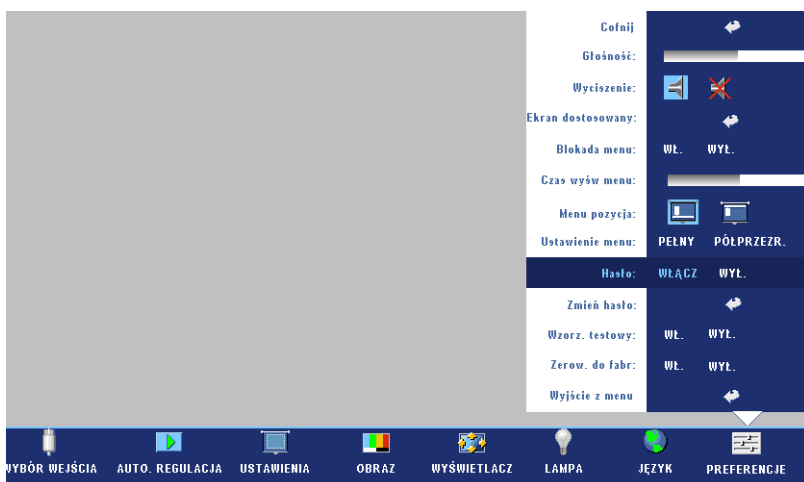 Cofnij
Głośność:
Wyciszenie:
Ekran dostosowany:
Blokada menu: WŁ. WYŁ.
Czas wyśw menu:
Menu pozycja:
Ustawienie menu: PEŁNY PÓŁPRZEZR.
Hasło: WŁĄCZ WYŁ.
Zmień hasło:
Wzorz. testowy: WŁ. WYŁ.
Zerow. do fabr: WŁ. WYŁ.
Wyjście z menu
WYBÓR WEJŚCIA AUTO. REGULACJA USTAWIENIA OBRAZ WYŚWIETLACZ LAMPA JĘZYK PREFERENCJE